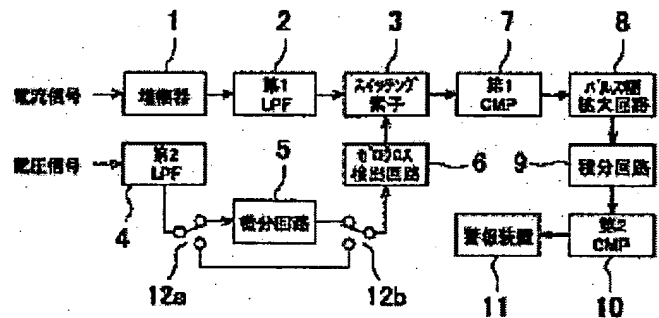 1
2
3
7
8
電流信号
増幅器
第1
LPF
スイッチング
素子
第1
CMP
パルス幅
拡大回路
電圧信号
第2
LPF
5
ゼロクロス
検出回路
6
9
積分回路
4
分回路
警報装置
第2
CMP
12a
12b
11
10